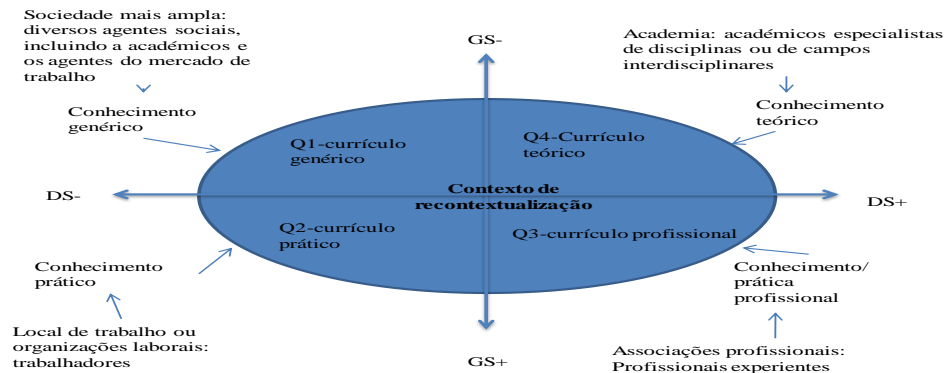 Sociedade mais ampla:
diversos agentes sociais,
incluindo a académicos e
os agentes do mercado de
trabalho
GS-
Academia: académicos especialistas
de disciplinas ou de campos
interdisciplinares
Conhecimento
genérico
Conhecimento
teórico
Q1-currículo
genérico
Q4-Currículo
teórico
DS-
Contexto de
recontextualização
DS+
Q2-currículo
prático
Q3-currículo profissional
Conhecimento
prático
Conhecimento/
prática
profissional
Local de trabalho ou
organizações laborais:
trabalhadores
GS+
Associações profissionais:
Profissionais experientes